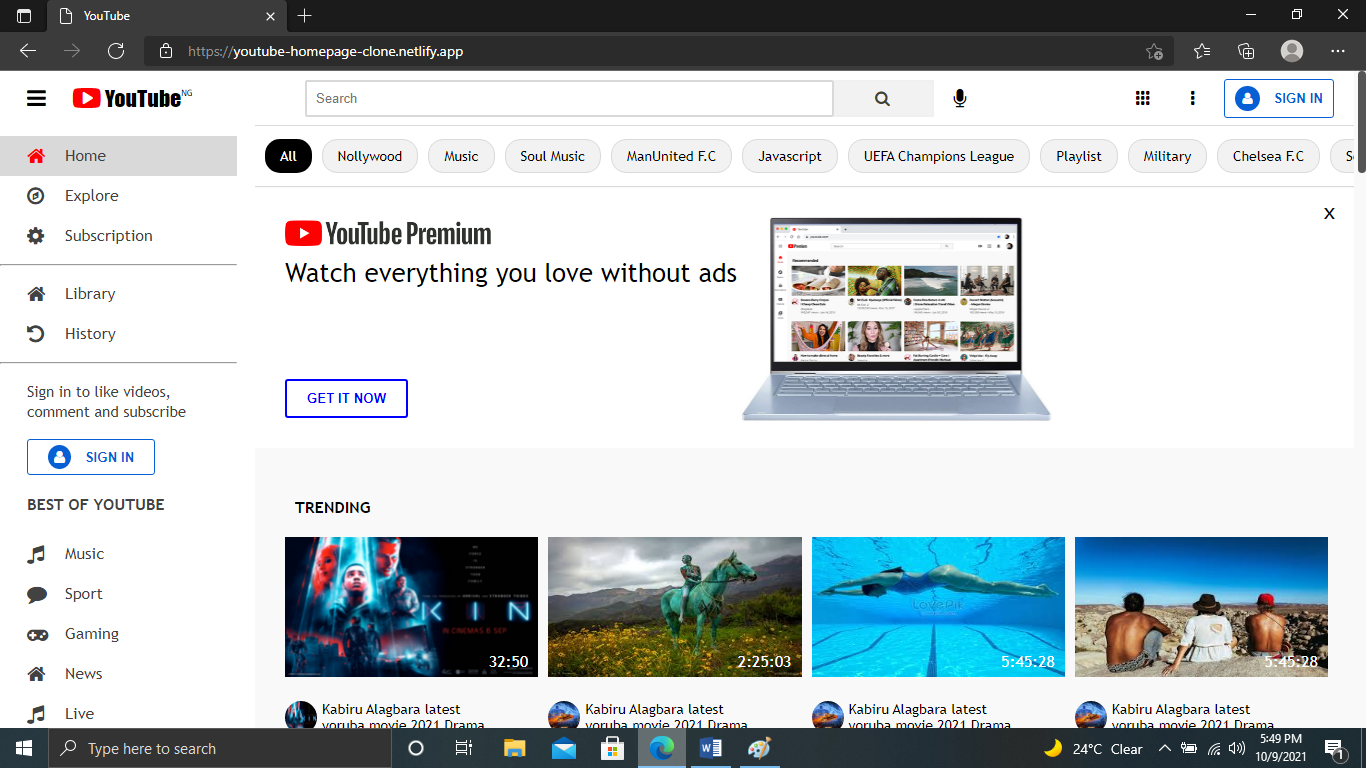 YouTube
https://youtube-homepage-clone.netlify.app
YouTube NG
Search
SIGN IN
Home
Explore
Subscription
Library
History
Sign in to like videos,
comment and subscribe
SIGN IN
BEST OF YOUTUBE
Music
Sport
Gaming
News
Live
All Nollywood Music Soul Music ManUnited F.C Javascript UEFA Champions League Playlist Military Chelsea F.C
YouTube Premium
X
Watch everything you love without ads
GET IT NOW
Recommended
TRENDING
KIN
IN CINEMAS 6 SEP
32:50
2:25:03
LovePik
5:45:28
5:45:28
Kabiru Alagbara latest
yoruba movie 2021 Drama
Kabiru Alagbara latest
yoruba movie 2021 Drama
Kabiru Alagbara latest
yoruba movie 2021 Drama
Kabiru Alagbara latest
yoruba movie 2021 Drama
Type here to search
24°C Clear
5:49 PM
10/9/2021
1